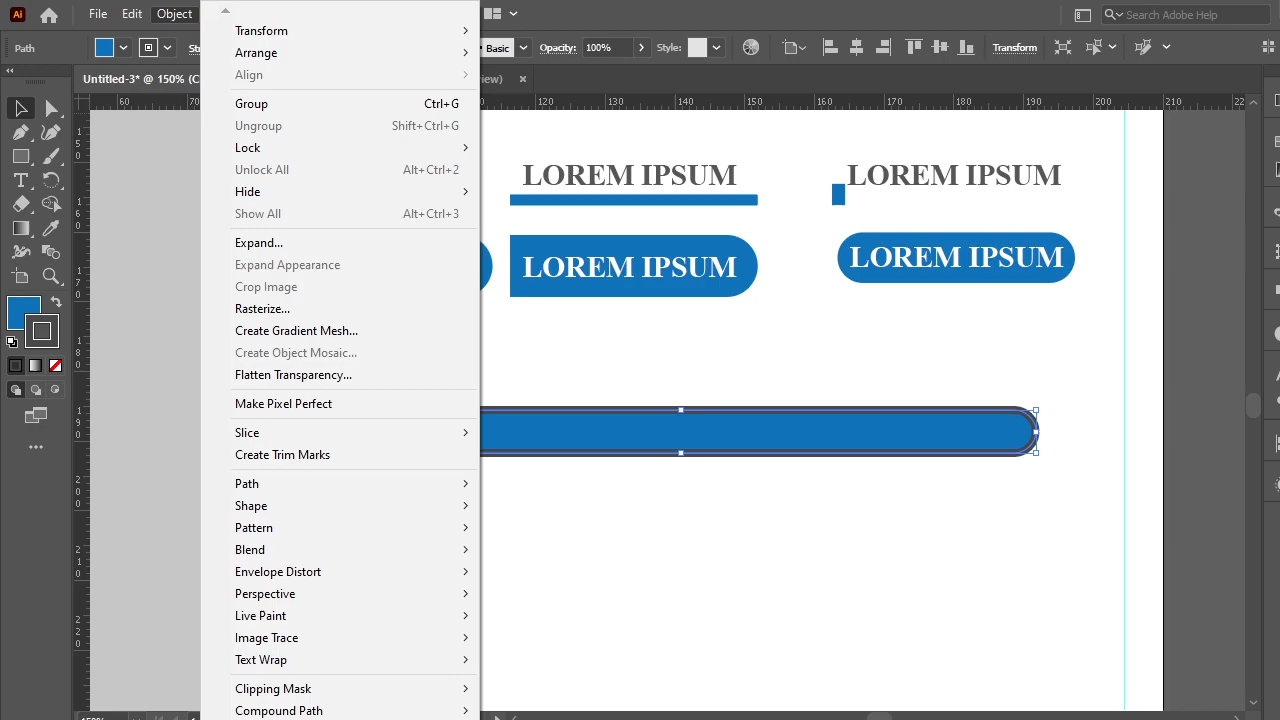 Ai File Edit Object Search Adobe Help
Path Basic Opacity: 100% Style: Transform
Untitled-3* @ 150%
60 120 130 140 150 160 170 180 190 200 210
LOREM IPSUM LOREM IPSUM
LOREM IPSUM LOREM IPSUM
Transform
Arrange
Align
Group Ctrl+G
Ungroup Shift+Ctrl+G
Lock
Unlock All Alt+Ctrl+2
Hide
Show All Alt+Ctrl+3
Expand...
Expand Appearance
Crop Image
Rasterize...
Create Gradient Mesh...
Create Object Mosaic...
Flatten Transparency...
Make Pixel Perfect
Slice
Create Trim Marks
Path
Shape
Pattern
Blend
Envelope Distort
Perspective
Live Paint
Image Trace
Text Wrap
Clipping Mask
Compound Path